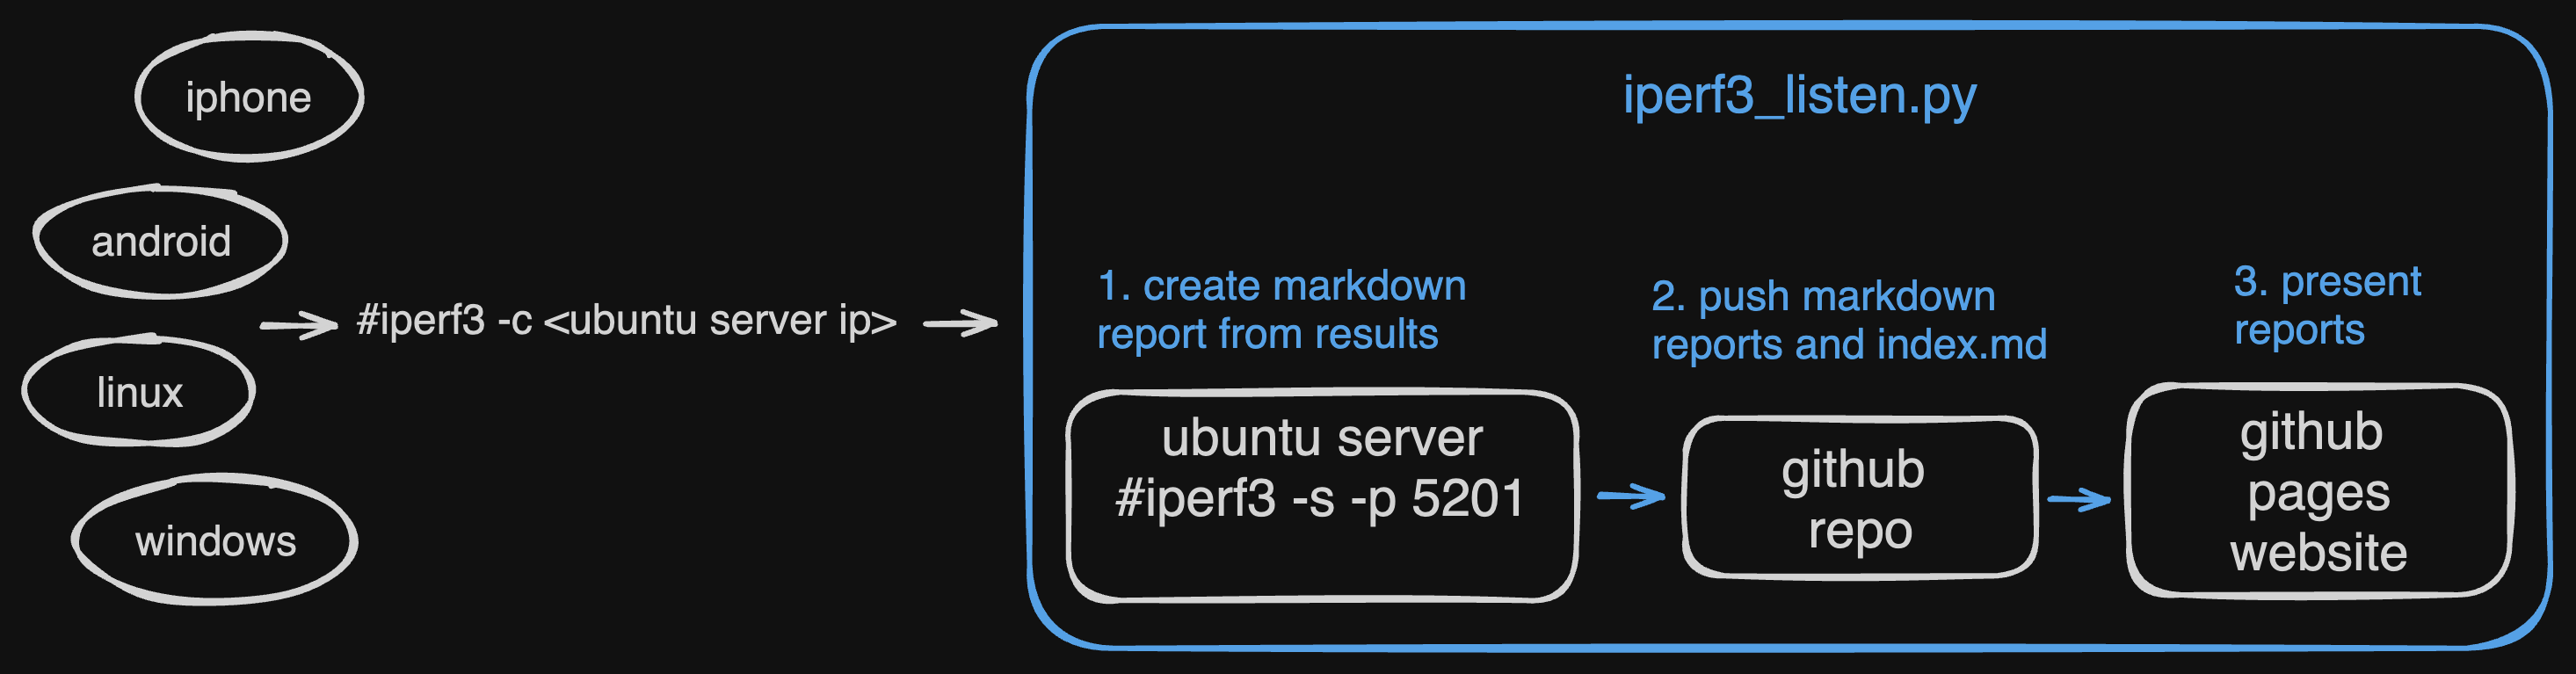 iphone
android
linux
windows
#iperf3 -c <ubuntu server ip>
iperf3_listen.py
1. create markdown
report from results
ubuntu server
#iperf3 -s -p 5201
2. push markdown
reports and index.md
github
repo
3. present
reports
github
pages
website